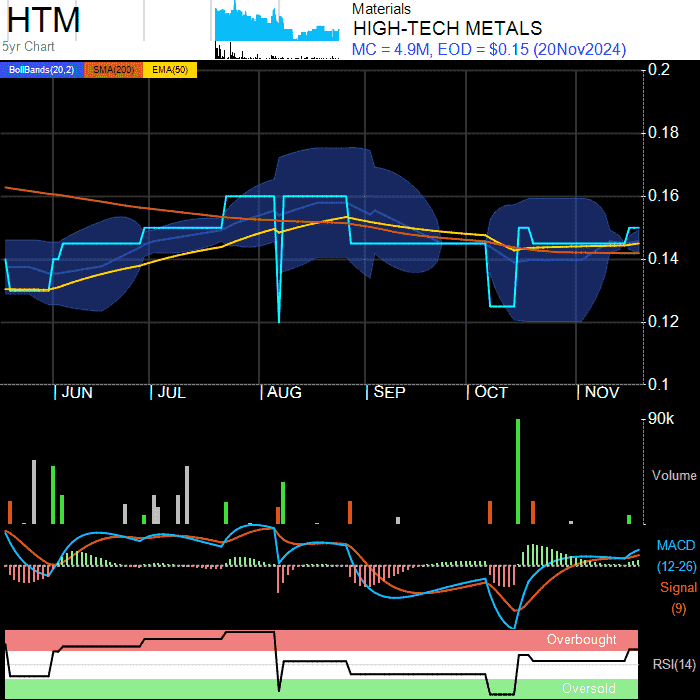 HTM
5yr Chart
Materials
HIGH-TECH METALS
MC = 4.9M, EOD = $0.15 (20Nov2024)
BollBands(20,2) SMA(200) EMA(50)
0.2
0.18
0.16
0.14
0.12
0.1
JUN JUL AUG SEP OCT NOV
90k
Volume
MACD
(12-26)
Signal
(9)
Overbought
RSI(14)
Oversold